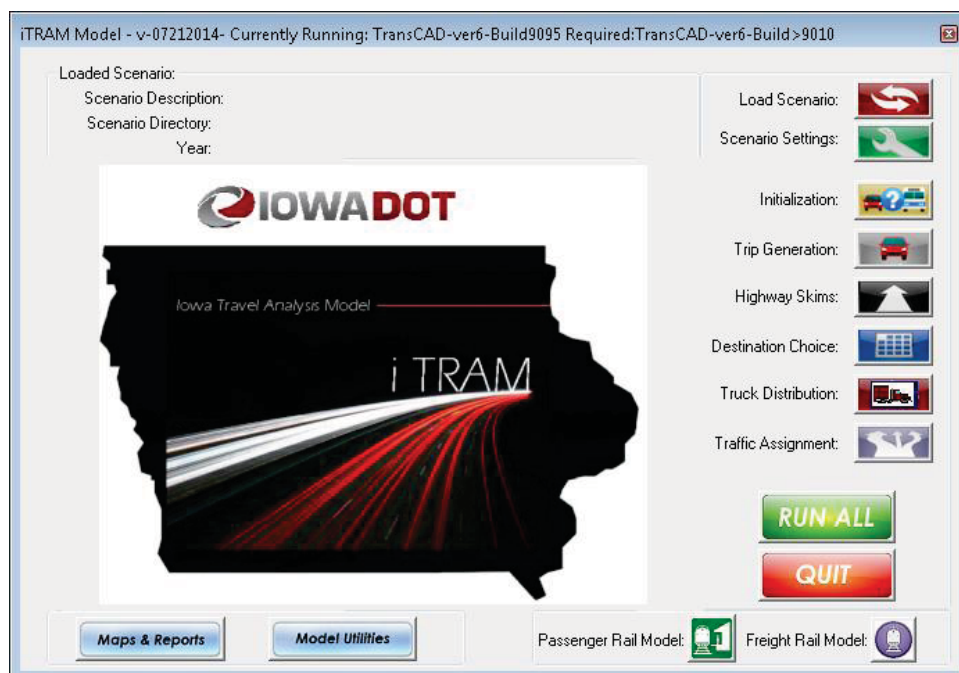 iTRAM Model - v-07212014- Currently Running: TransCAD-ver6-Build9095 Required:TransCAD-ver6-Build>9010
Loaded Scenario:
Scenario Description:
Scenario Directory:
Year:
Load Scenario:
Scenario Settings:
IOWADOT
Iowa Travel Analysis Model
i TRAM
Initialization:
?
Trip Generation:
Highway Skims:
Destination Choice:
Truck Distribution:
Traffic Assignment:
RUN ALL
QUIT
Maps & Reports
Model Utilities
Passenger Rail Model:
Freight Rail Model: